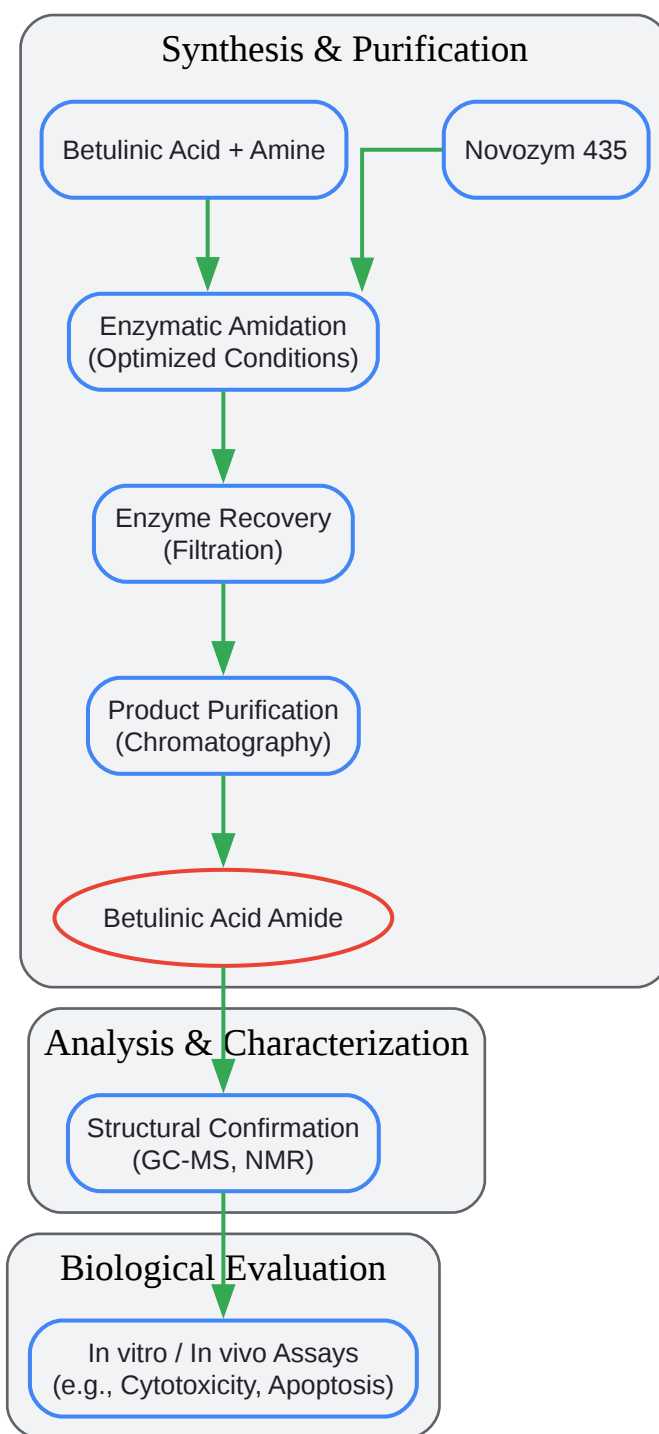 Synthesis & Purification
Betulinic Acid + Amine
Novozym 435
Enzymatic Amidation
(Optimized Conditions)
Enzyme Recovery
(Filtration)
Product Purification
(Chromatography)
Betulinic Acid Amide
Analysis & Characterization
Structural Confirmation
(GC-MS, NMR)
Biological Evaluation
In vitro / In vivo Assays
(e.g., Cytotoxicity, Apoptosis)